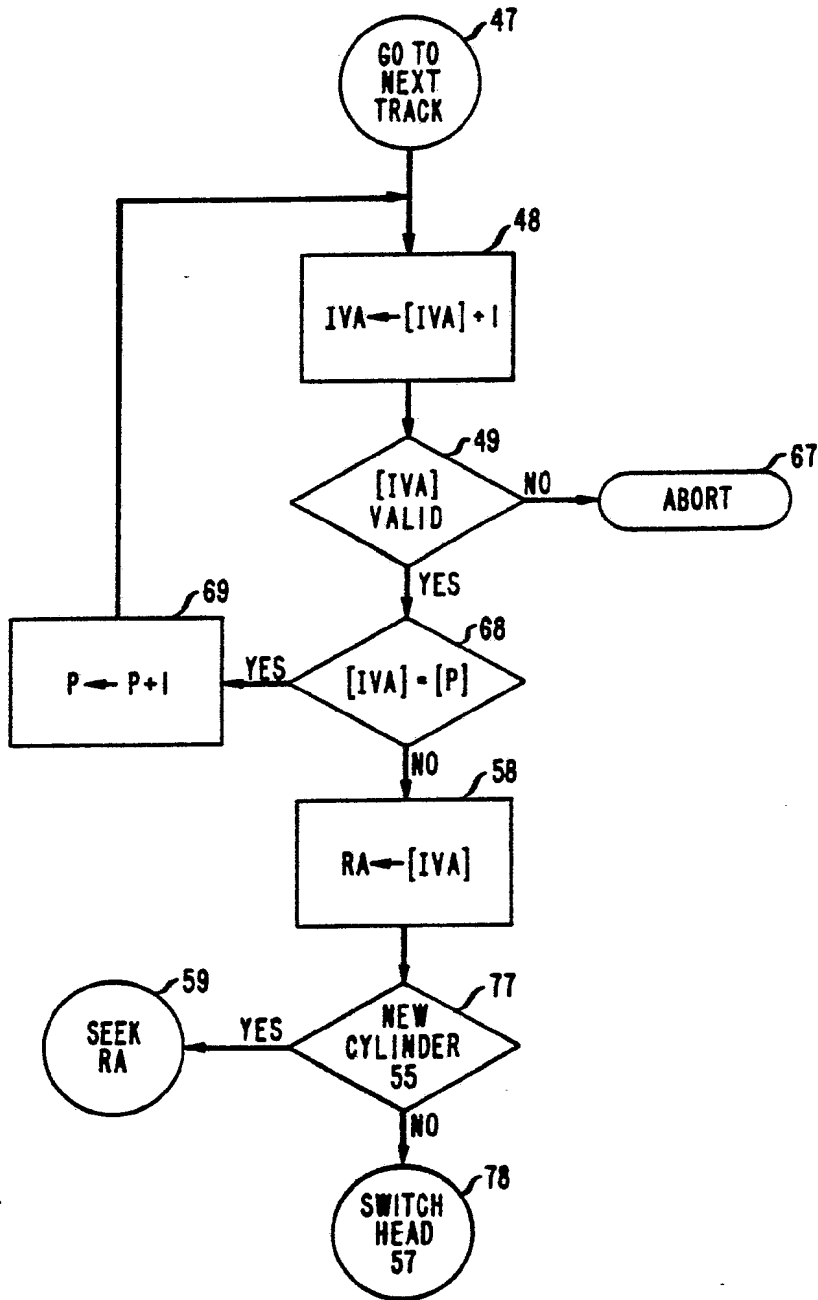 47
GO TO
NEXT
TRACK
48
IVA←[IVA]+1
49
[IVA]
VALID
NO
67
ABORT
YES
69
P←P+1
YES
68
[IVA]=[P]
NO
58
RA←[IVA]
59
SEEK
RA
YES
77
NEW
CYLINDER
55
NO
78
SWITCH
HEAD
57